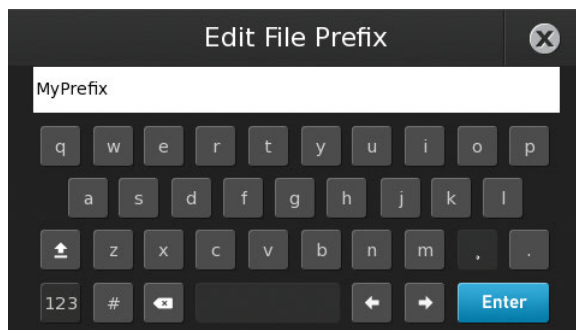 Edit File Prefix
MyPrefix
q w e r t y u i o p
a s d f g h j k l
z x c v b n m , .
123 # Enter